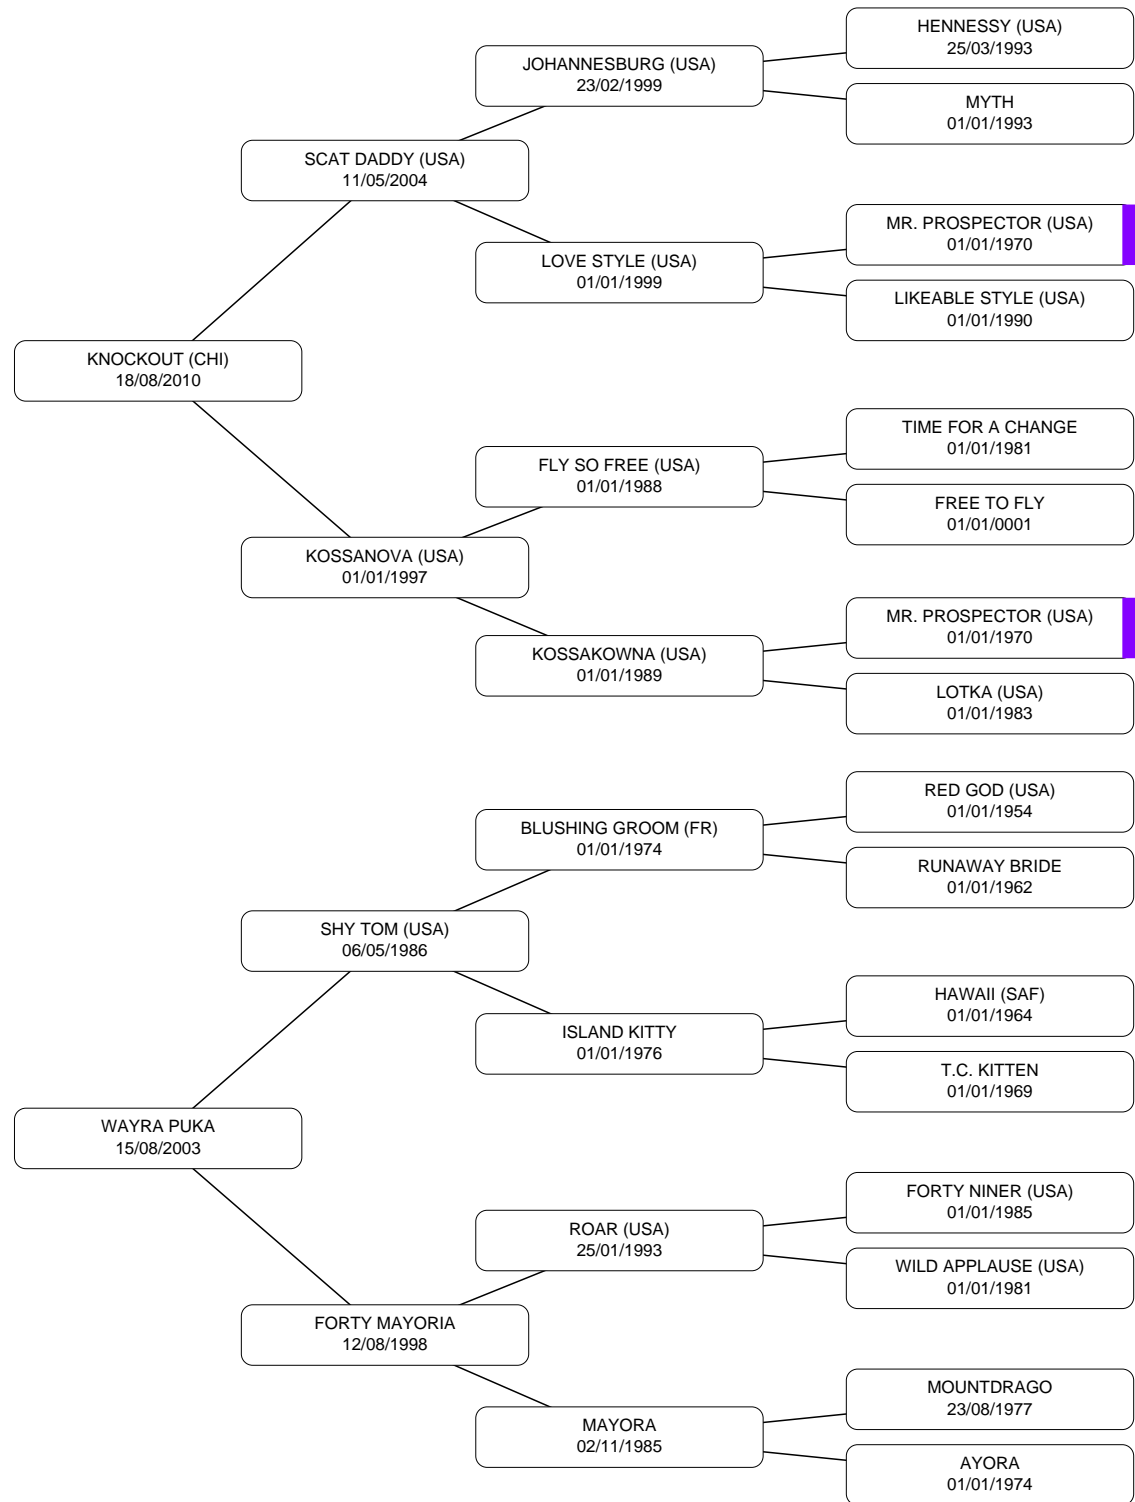 HENNESSY (USA)
25/03/1993
JOHANNESBURG (USA)
23/02/1999
MYTH
01/01/1993
SCAT DADDY (USA)
11/05/2004
MR. PROSPECTOR (USA)
01/01/1970
LOVE STYLE (USA)
01/01/1999
LIKEABLE STYLE (USA)
01/01/1990
KNOCKOUT (CHI)
18/08/2010
TIME FOR A CHANGE
01/01/1981
FLY SO FREE (USA)
01/01/1988
FREE TO FLY
01/01/0001
KOSSANOVA (USA)
01/01/1997
MR. PROSPECTOR (USA)
01/01/1970
KOSSAKOWNA (USA)
01/01/1989
LOTKA (USA)
01/01/1983
RED GOD (USA)
01/01/1954
BLUSHING GROOM (FR)
01/01/1974
RUNAWAY BRIDE
01/01/1962
SHY TOM (USA)
06/05/1986
HAWAII (SAF)
01/01/1964
ISLAND KITTY
01/01/1976
T.C. KITTEN
01/01/1969
WAYRA PUKA
15/08/2003
FORTY NINER (USA)
01/01/1985
ROAR (USA)
25/01/1993
WILD APPLAUSE (USA)
01/01/1981
FORTY MAYORIA
12/08/1998
MOUNTDRAGO
23/08/1977
MAYORA
02/11/1985
AYORA
01/01/1974